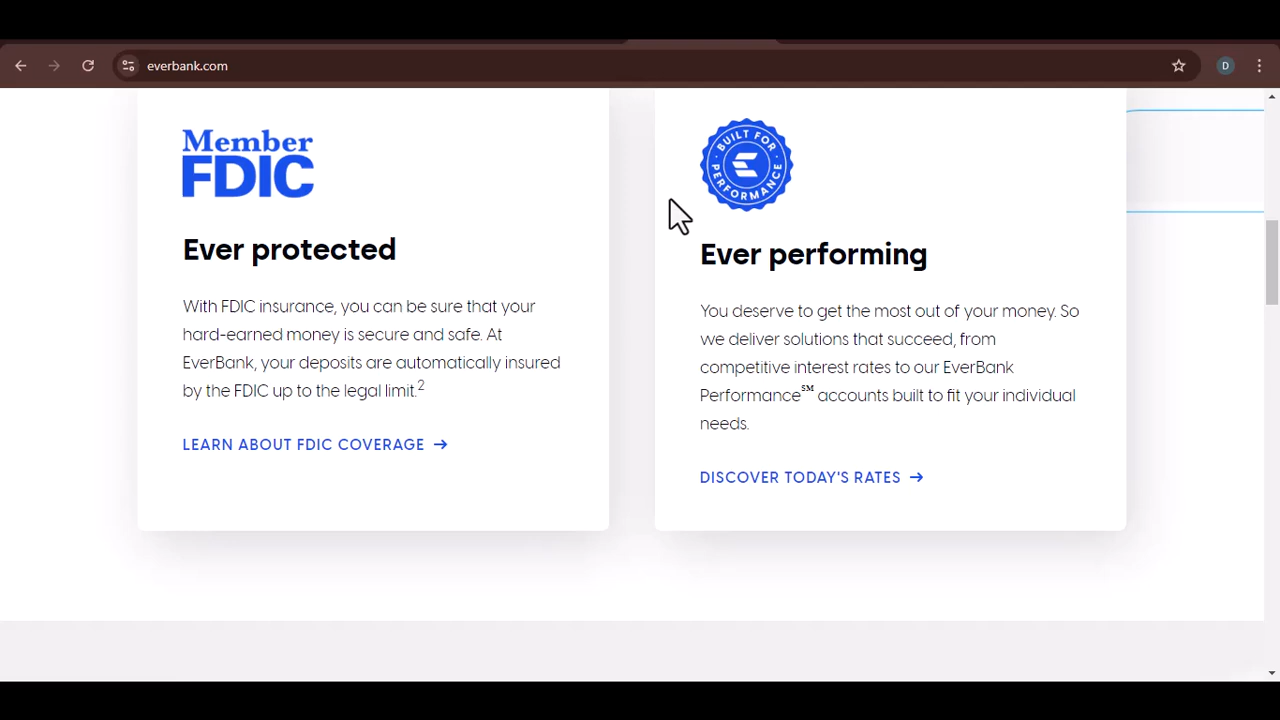 everbank.com
D
Member
FDIC
BUILT FOR
PERFORMANCE
Ever protected
With FDIC insurance, you can be sure that your
hard-earned money is secure and safe. At
EverBank, your deposits are automatically insured
by the FDIC up to the legal limit.2
LEARN ABOUT FDIC COVERAGE →
Ever performing
You deserve to get the most out of your money. So
we deliver solutions that succeed, from
competitive interest rates to our EverBank
Performance℠ accounts built to fit your individual
needs.
DISCOVER TODAY'S RATES →